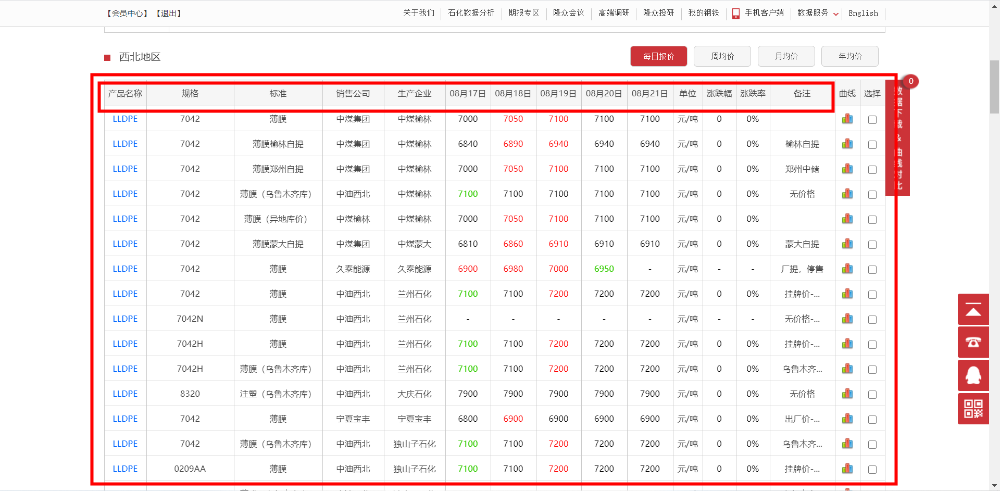 【会员中心】 【退出】 关于我们 石化数据分析 期报专区 隆众会议 高端调研 隆众投研 我的钢铁 手机客户端 数据服务 English
西北地区 每日报价 周均价 月均价 年均价
0
数据下载 & 曲线对比
产品名称 规格 标准 销售公司 生产企业 08月17日 08月18日 08月19日 08月20日 08月21日 单位 涨跌幅 涨跌率 备注 曲线 选择
LLDPE 7042 薄膜 中煤集团 中煤榆林 7000 7050 7100 7100 7100 元/吨 0 0%
LLDPE 7042 薄膜榆林自提 中煤集团 中煤榆林 6840 6890 6940 6940 6940 元/吨 0 0% 榆林自提
LLDPE 7042 薄膜郑州自提 中煤集团 中煤榆林 7000 7050 7100 7100 7100 元/吨 0 0% 郑州中储
LLDPE 7042 薄膜（乌鲁木齐库） 中油西北 中煤榆林 7100 7100 7100 7100 7100 元/吨 0 0% 无价格
LLDPE 7042 薄膜（异地库价） 中煤榆林 中煤榆林 7000 7050 7100 7100 7100 元/吨 0 0%
LLDPE 7042 薄膜蒙大自提 中煤集团 中煤蒙大 6810 6860 6910 6910 6910 元/吨 0 0% 蒙大自提
LLDPE 7042 薄膜 久泰能源 久泰能源 6900 6980 7000 6950 - 元/吨 - - 厂提，停售
LLDPE 7042 薄膜 中油西北 兰州石化 7100 7100 7200 7200 7200 元/吨 0 0% 挂牌价-...
LLDPE 7042N 薄膜 中油西北 兰州石化 - - - - - 元/吨 - - 无价格-...
LLDPE 7042H 薄膜 中油西北 兰州石化 7100 7100 7200 7200 7200 元/吨 0 0% 挂牌价-...
LLDPE 7042H 薄膜（乌鲁木齐库） 中油西北 兰州石化 7100 7100 7200 7200 7200 元/吨 0 0% 乌鲁木齐...
LLDPE 8320 注塑（乌鲁木齐库） 中油西北 大庆石化 7900 7900 7900 7900 7900 元/吨 0 0% 无价格
LLDPE 7042 薄膜 宁夏宝丰 宁夏宝丰 6800 6900 6900 6900 6900 元/吨 0 0% 出厂价-...
LLDPE 7042 薄膜（乌鲁木齐库） 中油西北 独山子石化 7100 7100 7200 7200 7200 元/吨 0 0% 乌鲁木齐...
LLDPE 0209AA 薄膜 中油西北 独山子石化 7100 7100 7200 7200 7200 元/吨 0 0% 挂牌价-...